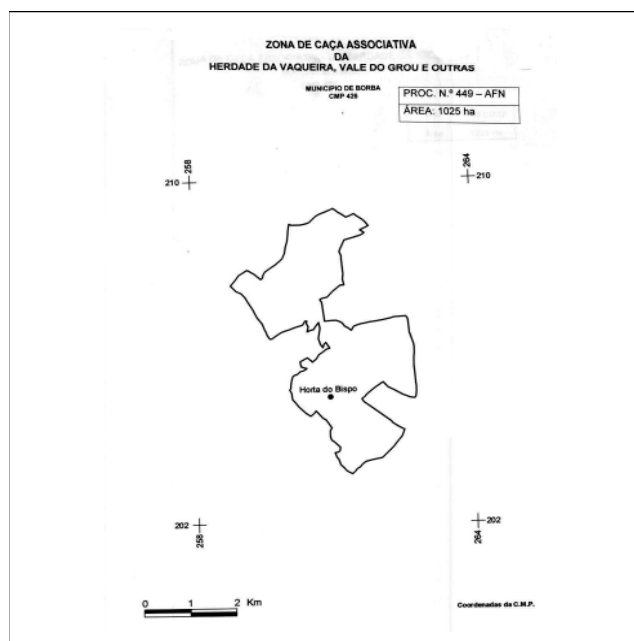 ZONA DE CAÇA ASSOCIATIVA
DA
HERDADE DA VAQUEIRA, VALE DO GROU E OUTRAS
MUNICIPIO DE BORBA
CMP 426
PROC. N.º 449 – AFN
ÁREA: 1025 ha
258
210
264
210
Horta do Bispo
202
258
202
264
0 1 2 Km
Coordenadas da C.M.P.